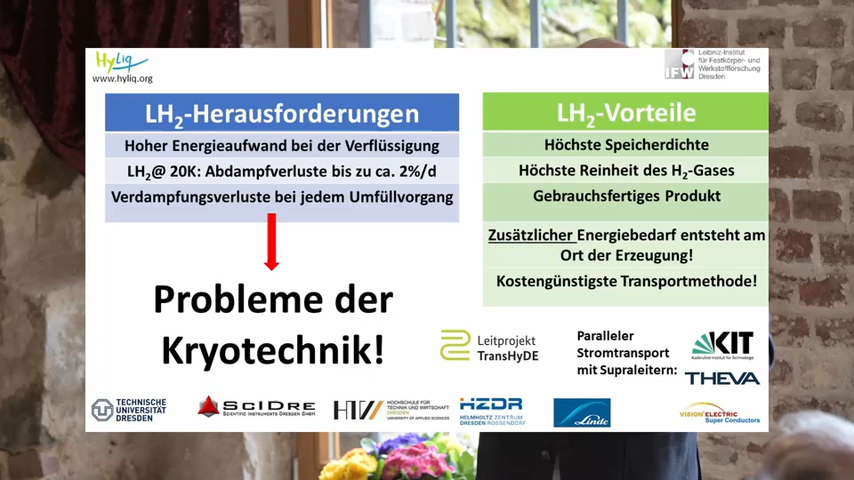 HyLiq
www.hyliq.org
Leibniz-Institut
für Festkörper- und
Werkstoffforschung
Dresden
IFW
LH2-Herausforderungen
Hoher Energieaufwand bei der Verflüssigung
LH2@ 20K: Abdampfverluste bis zu ca. 2%/d
Verdampfungsverluste bei jedem Umfüllvorgang
Probleme der
Kryotechnik!
LH2-Vorteile
Höchste Speicherdichte
Höchste Reinheit des H2-Gases
Gebrauchsfertiges Produkt
Zusätzlicher Energiebedarf entsteht am
Ort der Erzeugung!
Kostengünstigste Transportmethode!
Leitprojekt
TransHyDE
Paralleler
Stromtransport
mit Supraleitern:
KIT
Karlsruher Institut für Technologie
THEVA
TECHNISCHE
UNIVERSITÄT
DRESDEN
SCIDRE
SCIENTIFIC INSTRUMENTS DRESDEN GMBH
HTW
HOCHSCHULE FÜR
TECHNIK UND WIRTSCHAFT
DRESDEN
UNIVERSITY OF APPLIED SCIENCES
HZDR
HELMHOLTZ ZENTRUM
DRESDEN ROSSENDORF
Linde
VISION ELECTRIC
Super Conductors